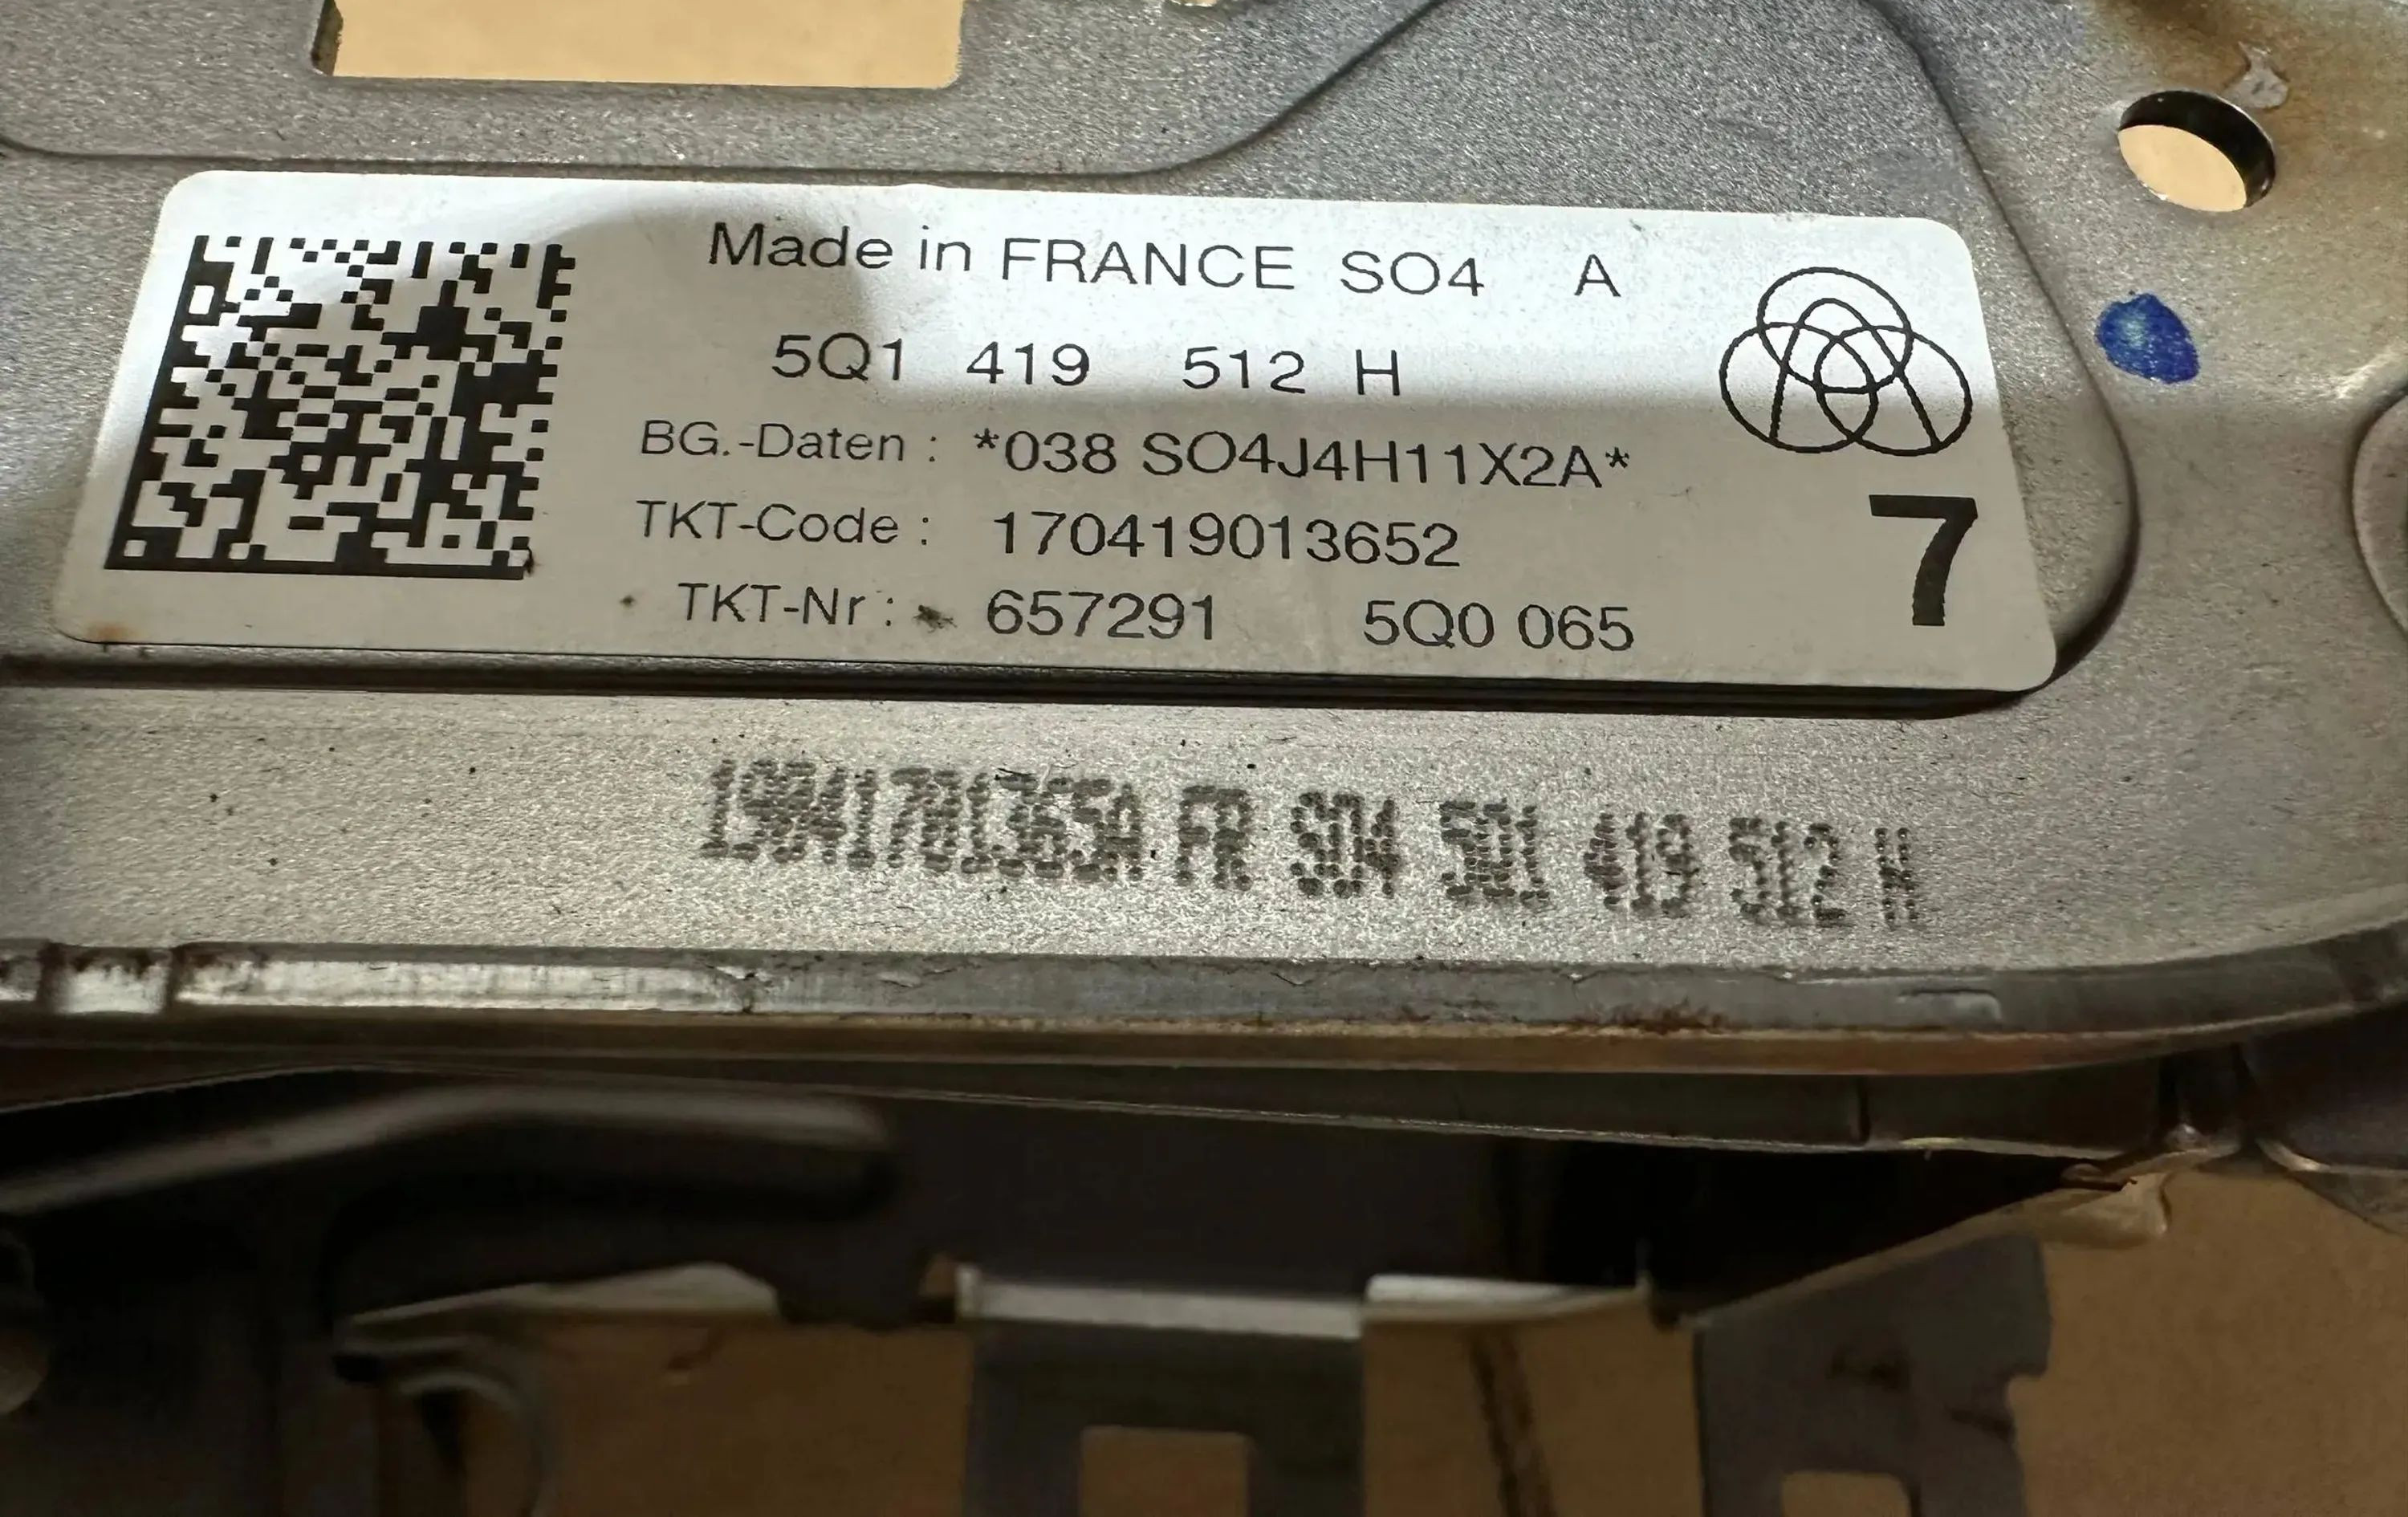 Made in FRANCE SO4 A
5Q1 419 512 H
BG.-Daten : *038 SO4J4H11X2A*
TKT-Code : 170419013652
7
TKT-Nr : 657291 5Q0 065
FR SO4 5Q1 419 512 H